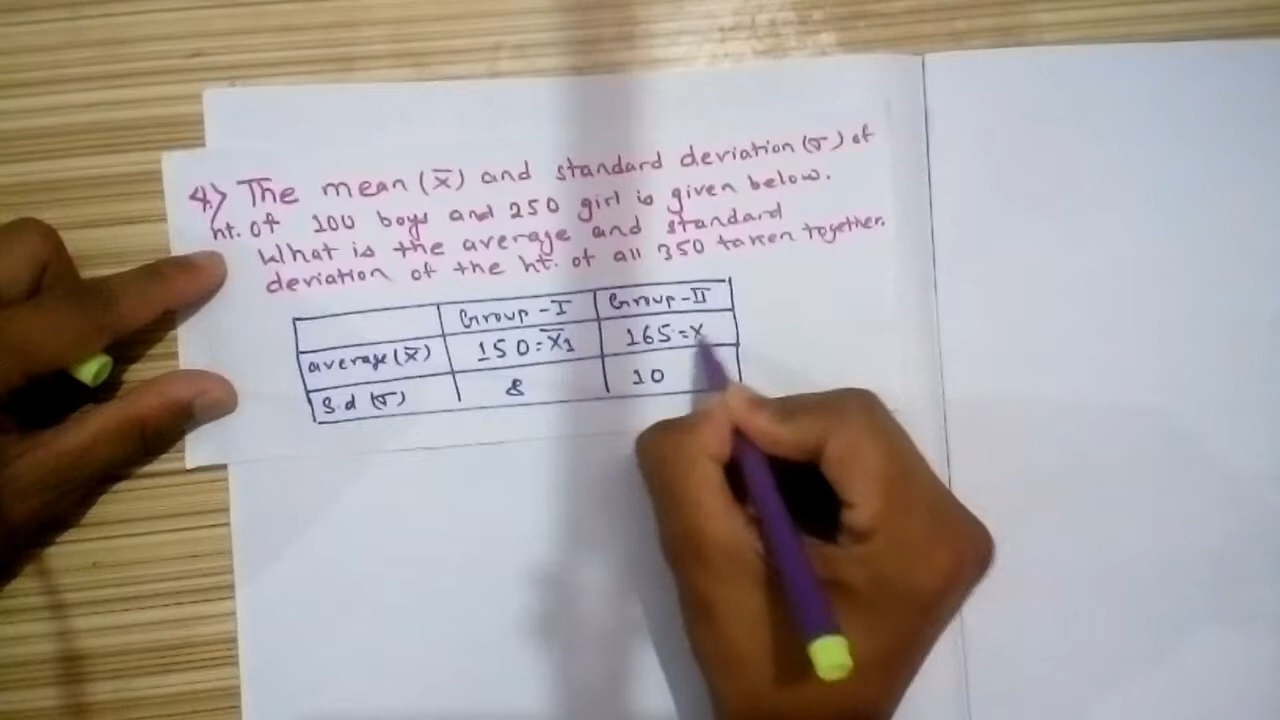 4.) The mean (x̄) and standard deviation (σ) of
ht. of 100 boys and 250 girl is given below.
What is the average and standard
deviation of the ht. of all 350 taken together.
Group - I Group - II
average (x̄) 150 = x̄1 165 = x
S.d (σ) 8 10